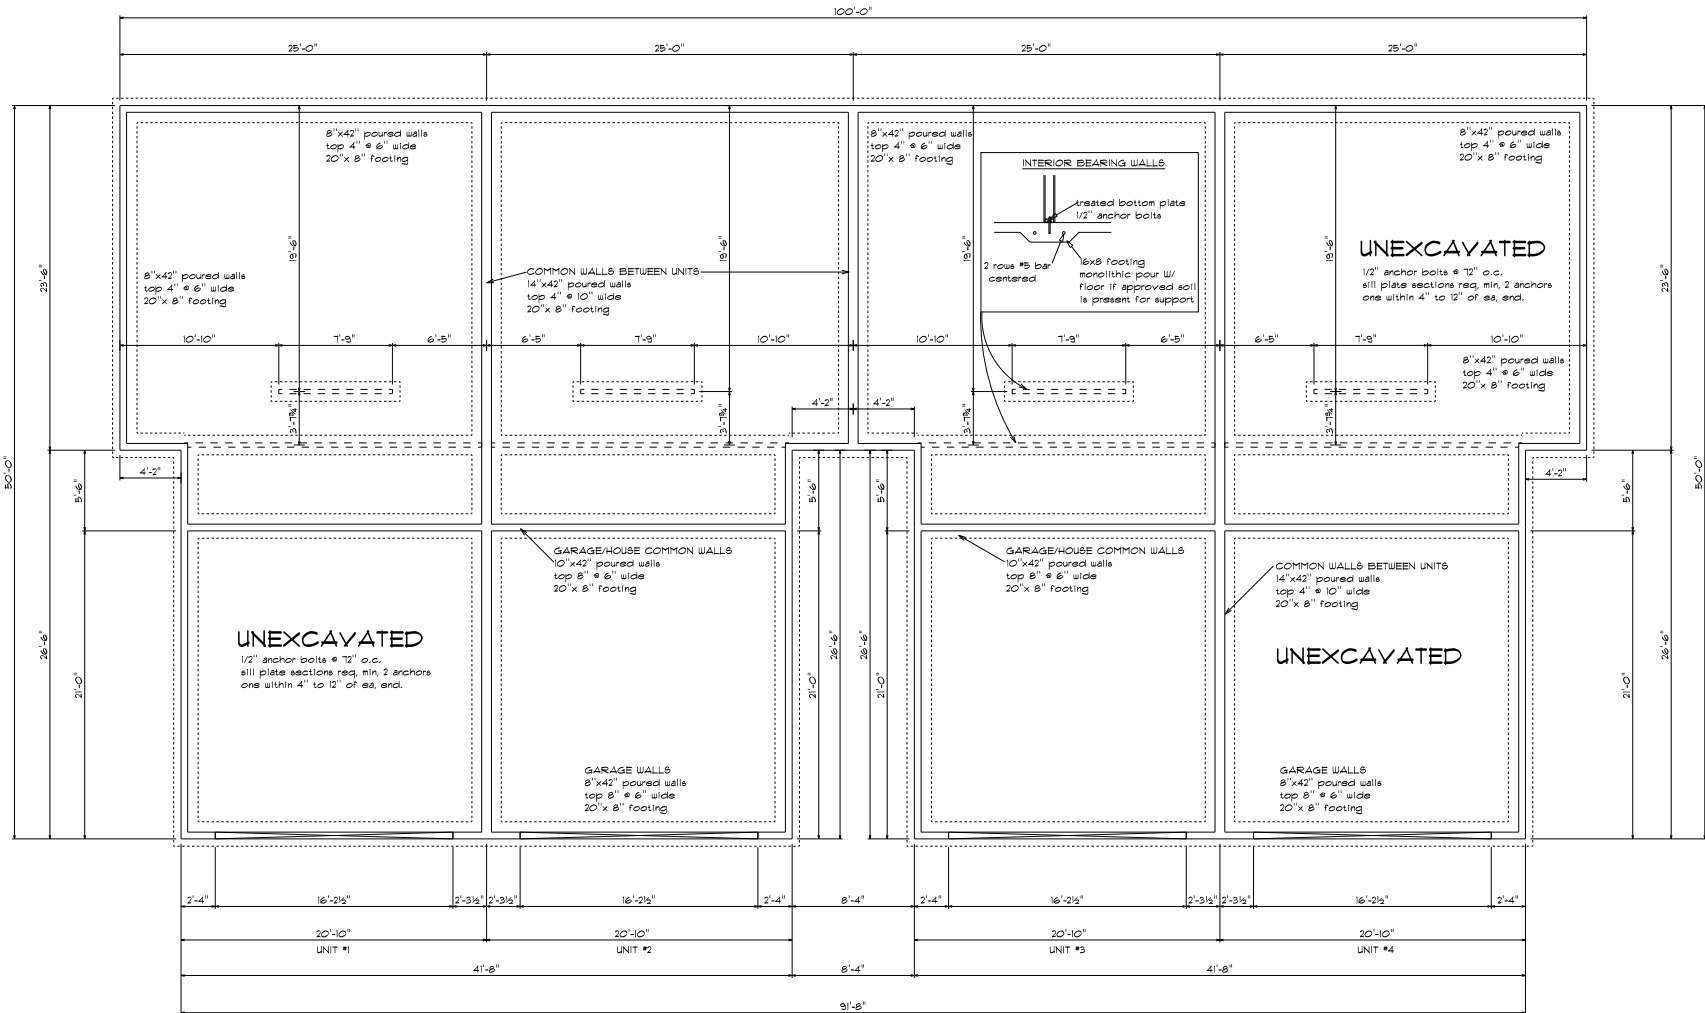 100'-0"
25'-0" 25'-0" 25'-0" 25'-0"
8"x42" poured walls
top 4" @ 6" wide
20"x 8" footing
8"x42" poured walls
top 4" @ 6" wide
20"x 8" footing
8"x42" poured walls
top 4" @ 6" wide
20"x 8" footing
INTERIOR BEARING WALLS
treated bottom plate
1/2" anchor bolts
2 rows #5 bar
centered
16x8 footing
monolithic pour W/
floor if approved soil
is present for support
19'-6" 19'-6" 19'-6" 19'-6"
23'-6" 23'-6"
UNEXCAVATED
1/2" anchor bolts @ 72" o.c.
sill plate sections req, min, 2 anchors
one within 4" to 12" of ea, end.
8"x42" poured walls
top 4" @ 6" wide
20"x 8" footing
COMMON WALLS BETWEEN UNITS
14"x42" poured walls
top 4" @ 10" wide
20"x 8" footing
10'-10" 7'-9" 6'-5" 6'-5" 7'-9" 10'-10" 10'-10" 7'-9" 6'-5" 6'-5" 7'-9" 10'-10"
8"x42" poured walls
top 4" @ 6" wide
20"x 8" footing
4'-2" 4'-2"
3'-7¾" 3'-7¾" 3'-7¾" 3'-7¾"
50'-0" 50'-0"
4'-2" 4'-2"
5'-6" 5'-6" 5'-6" 5'-6"
GARAGE/HOUSE COMMON WALLS
10"x42" poured walls
top 8" @ 6" wide
20"x 8" footing
GARAGE/HOUSE COMMON WALLS
10"x42" poured walls
top 8" @ 6" wide
20"x 8" footing
COMMON WALLS BETWEEN UNITS
14"x42" poured walls
top 4" @ 10" wide
20"x 8" footing
UNEXCAVATED
1/2" anchor bolts @ 72" o.c.
sill plate sections req, min, 2 anchors
one within 4" to 12" of ea, end.
UNEXCAVATED
26'-6" 26'-6" 26'-6" 26'-6"
21'-0" 21'-0" 21'-0" 21'-0"
GARAGE WALLS
8"x42" poured walls
top 8" @ 6" wide
20"x 8" footing
GARAGE WALLS
8"x42" poured walls
top 8" @ 6" wide
20"x 8" footing
2'-4" 16'-2½" 2'-3½" 2'-3½" 16'-2½" 2'-4" 8'-4" 2'-4" 16'-2½" 2'-3½" 2'-3½" 16'-2½" 2'-4"
20'-10" 20'-10" 20'-10" 20'-10"
UNIT #1 UNIT #2 UNIT #3 UNIT #4
41'-8" 8'-4" 41'-8"
91'-8"